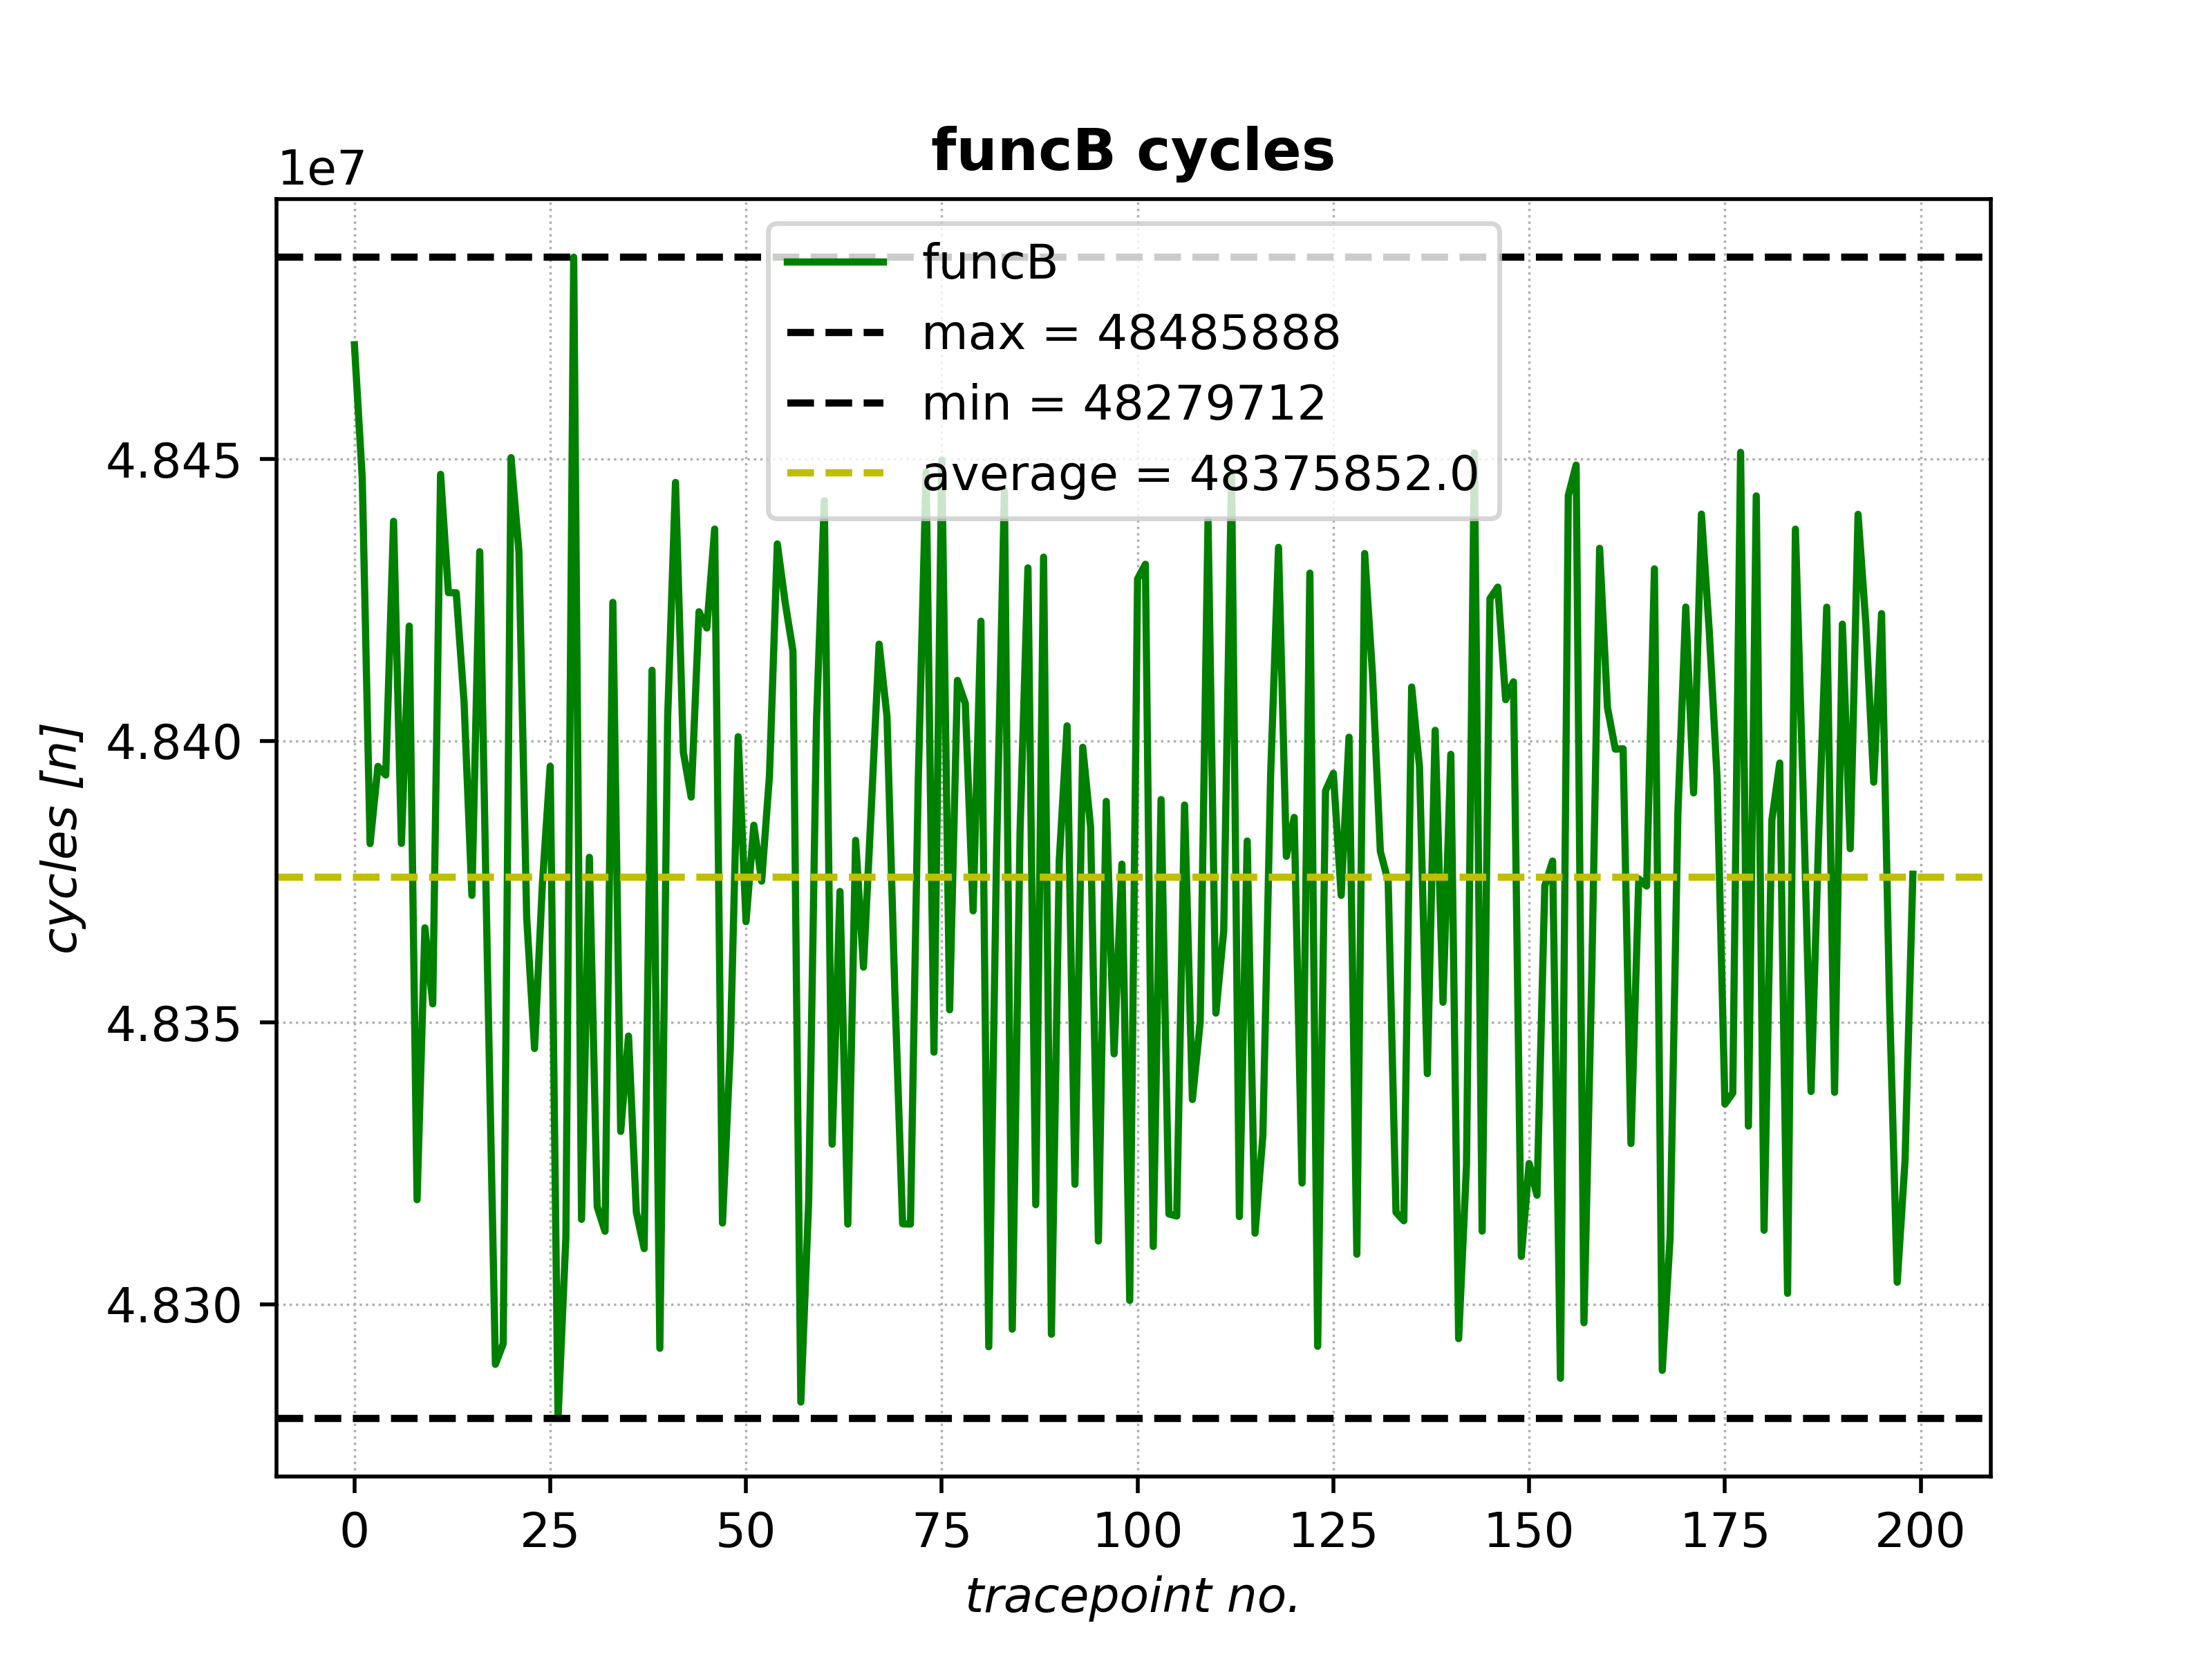 funcB cycles
1e7
funcB
max = 48485888
min = 48279712
average = 48375852.0
4.845
4.840
4.835
4.830
cycles [n]
0 25 50 75 100 125 150 175 200
tracepoint no.